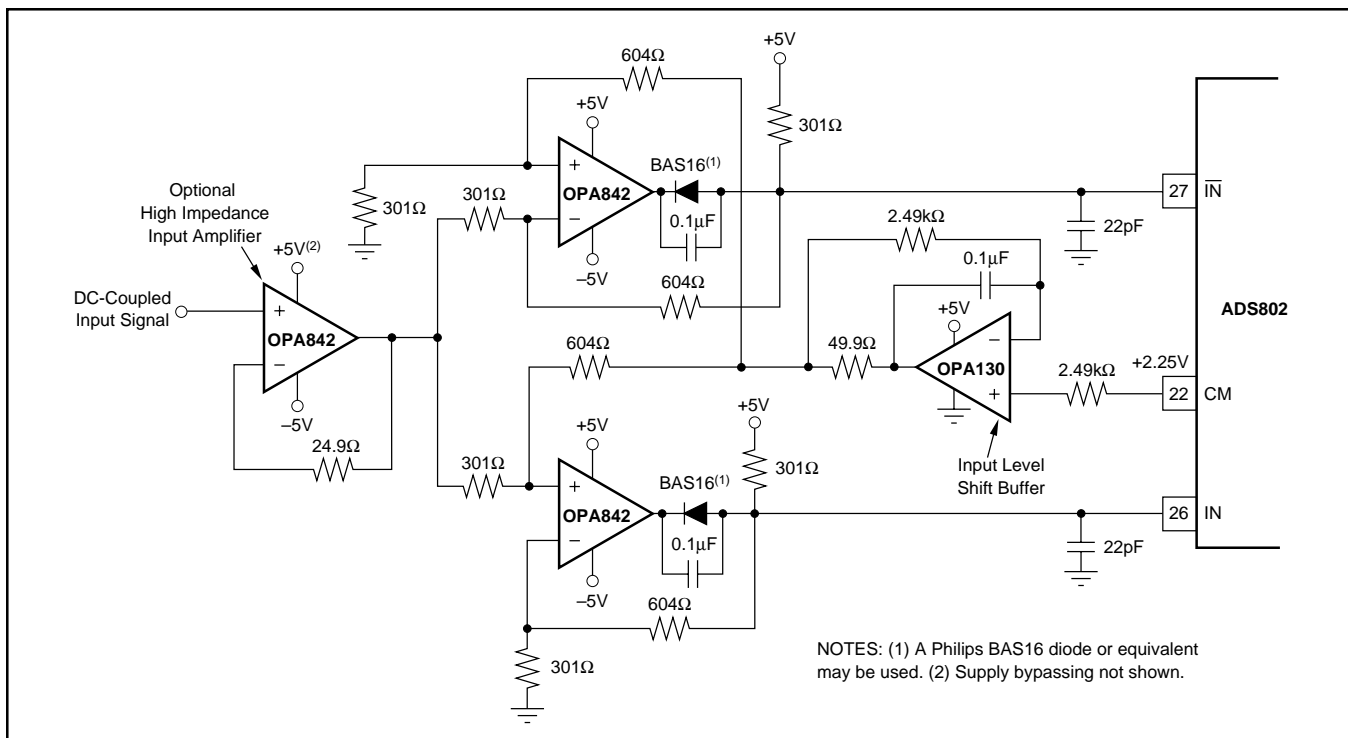 604Ω
+5V
+5V
301Ω
+
OPA842
−
−5V
BAS16(1)
0.1µF
301Ω
301Ω
604Ω
Optional
High Impedance
Input Amplifier
+5V(2)
DC-Coupled
Input Signal
+
OPA842
−
−5V
24.9Ω
27
I̅N̅
22pF
2.49kΩ
0.1µF
ADS802
+5V
−
OPA130
+
49.9Ω
2.49kΩ
+2.25V
22
CM
Input Level
Shift Buffer
604Ω
301Ω
+5V
+
OPA842
−
−5V
+5V
301Ω
BAS16(1)
0.1µF
604Ω
301Ω
26
IN
22pF
NOTES: (1) A Philips BAS16 diode or equivalent
may be used. (2) Supply bypassing not shown.